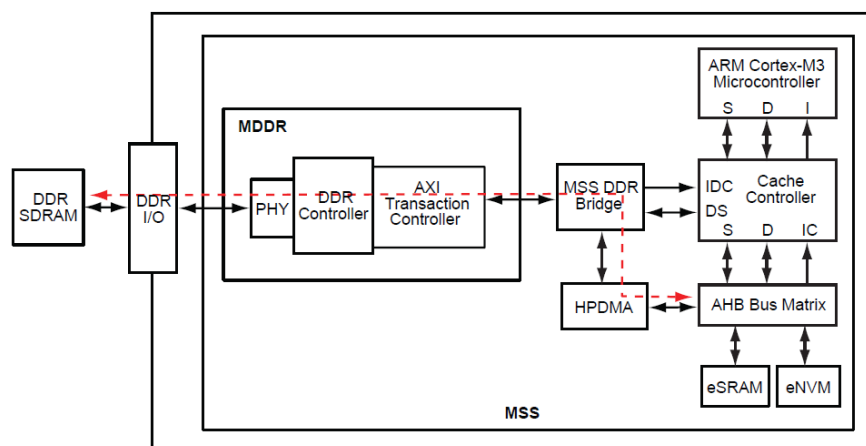 ARM Cortex-M3
Microcontroller
S D I
MDDR
DDR
SDRAM
DDR
I/O
PHY
DDR
Controller
AXI
Transaction
Controller
MSS DDR
Bridge
IDC
DS
Cache
Controller
S D IC
HPDMA
AHB Bus Matrix
eSRAM
eNVM
MSS